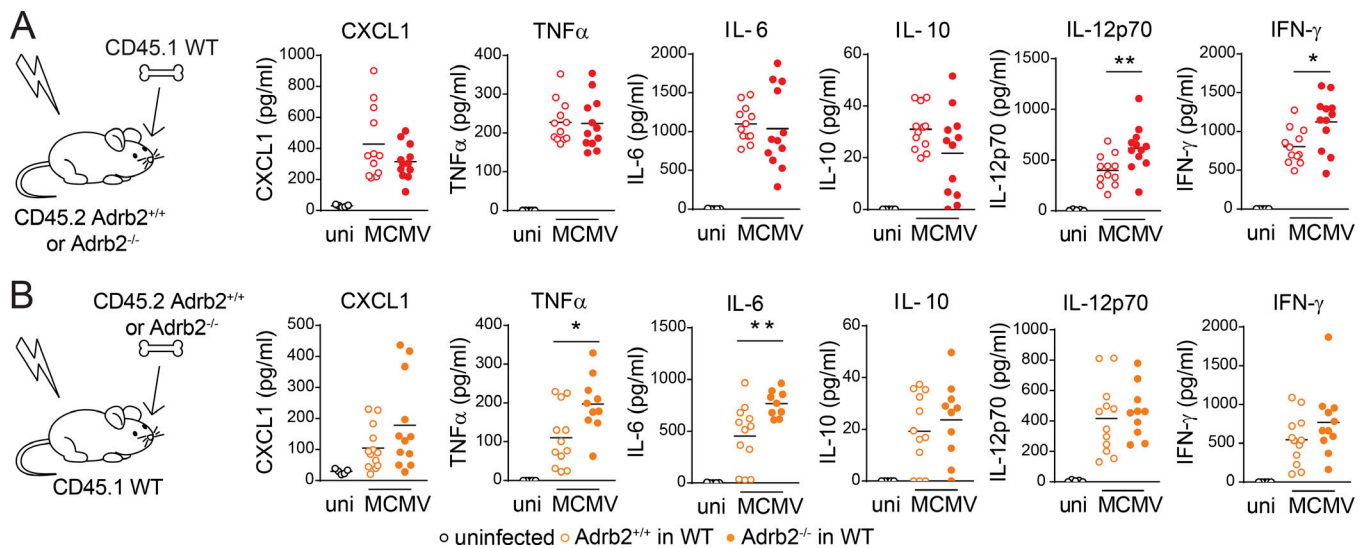 A
CD45.1 WT
CD45.2 Adrb2+/+
or Adrb2-/-
CXCL1
CXCL1 (pg/ml)
1000
800
600
400
200
0
uni MCMV
TNFα
TNFα (pg/ml)
400
300
200
100
0
uni MCMV
IL-6
IL-6 (pg/ml)
2000
1500
1000
500
0
uni MCMV
IL-10
IL-10 (pg/ml)
60
40
20
0
uni MCMV
IL-12p70
IL-12p70 (pg/ml)
1500
1000
500
0
**
uni MCMV
IFN-γ
IFN-γ (pg/ml)
2000
1500
1000
500
0
*
uni MCMV
B
CD45.2 Adrb2+/+
or Adrb2-/-
CD45.1 WT
CXCL1
CXCL1 (pg/ml)
500
400
300
200
100
0
uni MCMV
TNFα
TNFα (pg/ml)
400
300
200
100
0
*
uni MCMV
IL-6
IL-6 (pg/ml)
1500
1000
500
0
**
uni MCMV
IL-10
IL-10 (pg/ml)
60
40
20
0
uni MCMV
IL-12p70
IL-12p70 (pg/ml)
1000
800
600
400
200
0
uni MCMV
IFN-γ
IFN-γ (pg/ml)
2000
1500
1000
500
0
uni MCMV
uninfected Adrb2+/+ in WT Adrb2-/- in WT